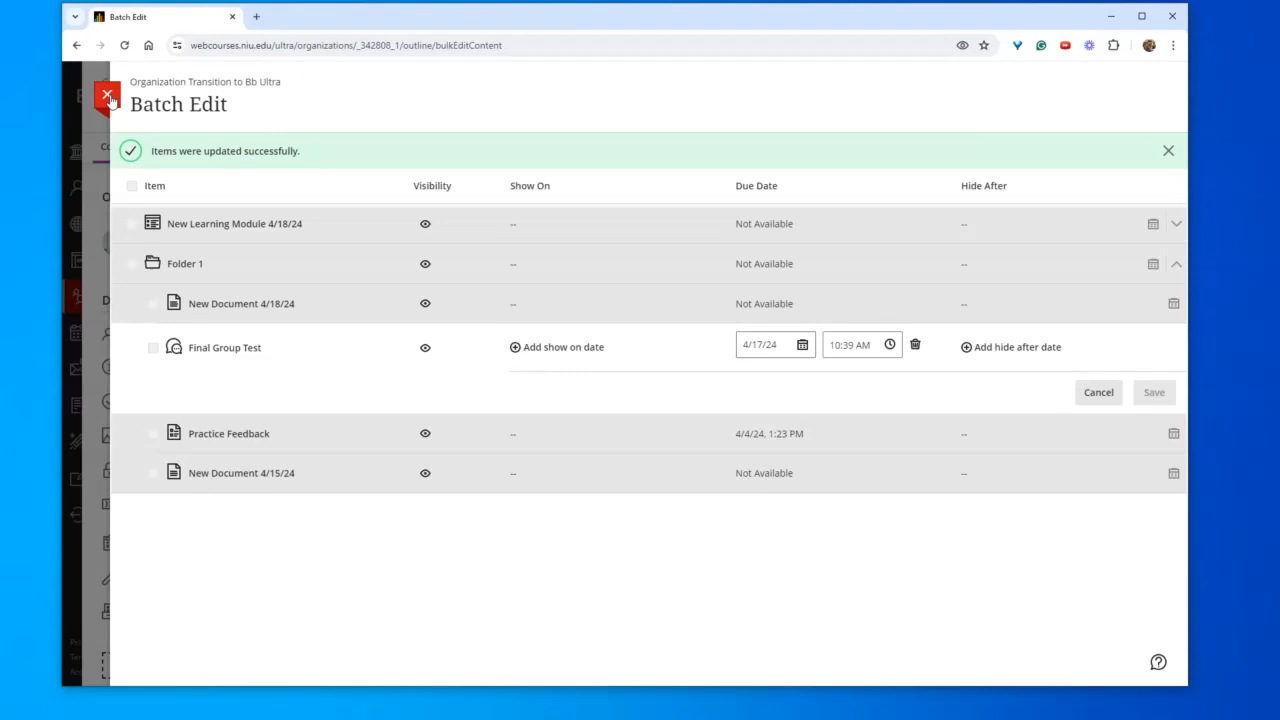 Batch Edit
webcourses.niu.edu/ultra/organizations/_342808_1/outline/bulkEditContent
Organization Transition to Bb Ultra
Batch Edit
Items were updated successfully.
Item Visibility Show On Due Date Hide After
New Learning Module 4/18/24 -- Not Available --
Folder 1 -- Not Available --
New Document 4/18/24 -- Not Available --
Final Group Test Add show on date 4/17/24 10:39 AM Add hide after date
Cancel Save
Practice Feedback -- 4/4/24, 1:23 PM --
New Document 4/15/24 -- Not Available --